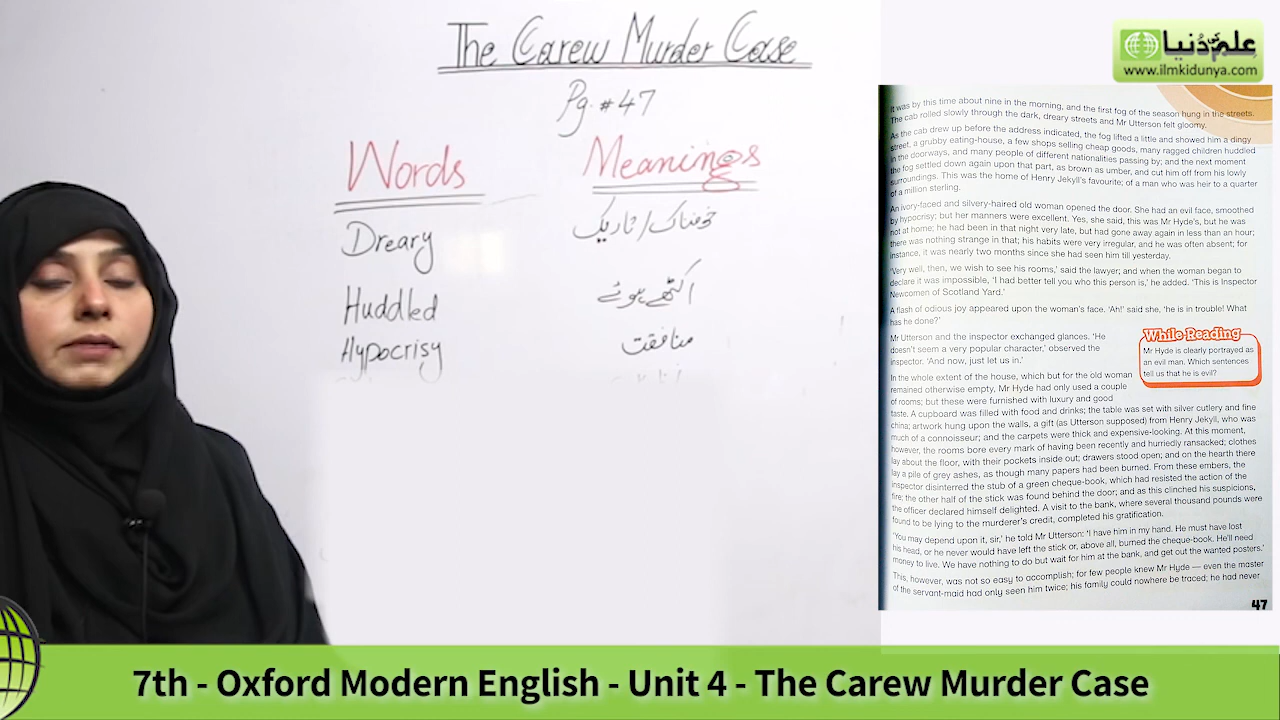 The Carew Murder Case
Pg. #47
Words Meanings
Dreary خوفناک/تاریک
Huddled اکٹھے ہوئے
Hypocrisy منافقت
علم کی دُنیا
www.ilmkidunya.com
It was by this time about nine in the morning, and the first fog of the season hung in the streets.
The cab rolled slowly through the dark, dreary streets and Mr Utterson felt gloomy.
As the cab drew up before the address indicated, the fog lifted a little and showed him a dingy
street, a grubby eating-house, a few shops selling cheap goods, many ragged children huddled
in the doorways, and many people of different nationalities passing by; and the next moment
the fog settled down again upon that part, as brown as umber, and cut him off from his lowly
surroundings. This was the home of Henry Jekyll's favourite; of a man who was heir to a quarter
of a million sterling.
An ivory-faced and silvery-haired old woman opened the door. She had an evil face, smoothed
by hypocrisy; but her manners were excellent. Yes, she said, this was Mr Hyde's, but he was
not at home; he had been in that night very late, but had gone away again in less than an hour;
there was nothing strange in that; his habits were very irregular, and he was often absent; for
instance, it was nearly two months since she had seen him till yesterday.
'Very well, then, we wish to see his rooms,' said the lawyer; and when the woman began to
declare it was impossible, 'I had better tell you who this person is,' he added. 'This is Inspector
Newcomen of Scotland Yard.'
A flash of odious joy appeared upon the woman's face. 'Ah!' said she, 'he is in trouble! What
has he done?'
Mr Utterson and the inspector exchanged glances. 'He
doesn't seem a very popular character,' observed the
inspector. 'And now, just let us in.'
While Reading
Mr Hyde is clearly portrayed as
an evil man. Which sentences
tell us that he is evil?
In the whole extent of the house, which but for the old woman
remained otherwise empty, Mr Hyde had only used a couple
of rooms; but these were furnished with luxury and good
taste. A cupboard was filled with food and drinks; the table was set with silver cutlery and fine
china; artwork hung upon the walls, a gift (as Utterson supposed) from Henry Jekyll, who was
much of a connoisseur; and the carpets were thick and expensive-looking. At this moment,
however, the rooms bore every mark of having been recently and hurriedly ransacked; clothes
lay about the floor, with their pockets inside out; drawers stood open; and on the hearth there
lay a pile of grey ashes, as though many papers had been burned. From these embers, the
inspector disinterred the stub of a green cheque-book, which had resisted the action of the
fire; the other half of the stick was found behind the door; and as this clinched his suspicions,
the officer declared himself delighted. A visit to the bank, where several thousand pounds were
found to be lying to the murderer's credit, completed his gratification.
'You may depend upon it, sir,' he told Mr Utterson: 'I have him in my hand. He must have lost
his head, or he never would have left the stick or, above all, burned the cheque-book. He'll need
money to live. We have nothing to do but wait for him at the bank, and get out the wanted posters.'
This, however, was not so easy to accomplish; for few people knew Mr Hyde — even the master
of the servant-maid had only seen him twice; his family could nowhere be traced; he had never
47
7th - Oxford Modern English - Unit 4 - The Carew Murder Case